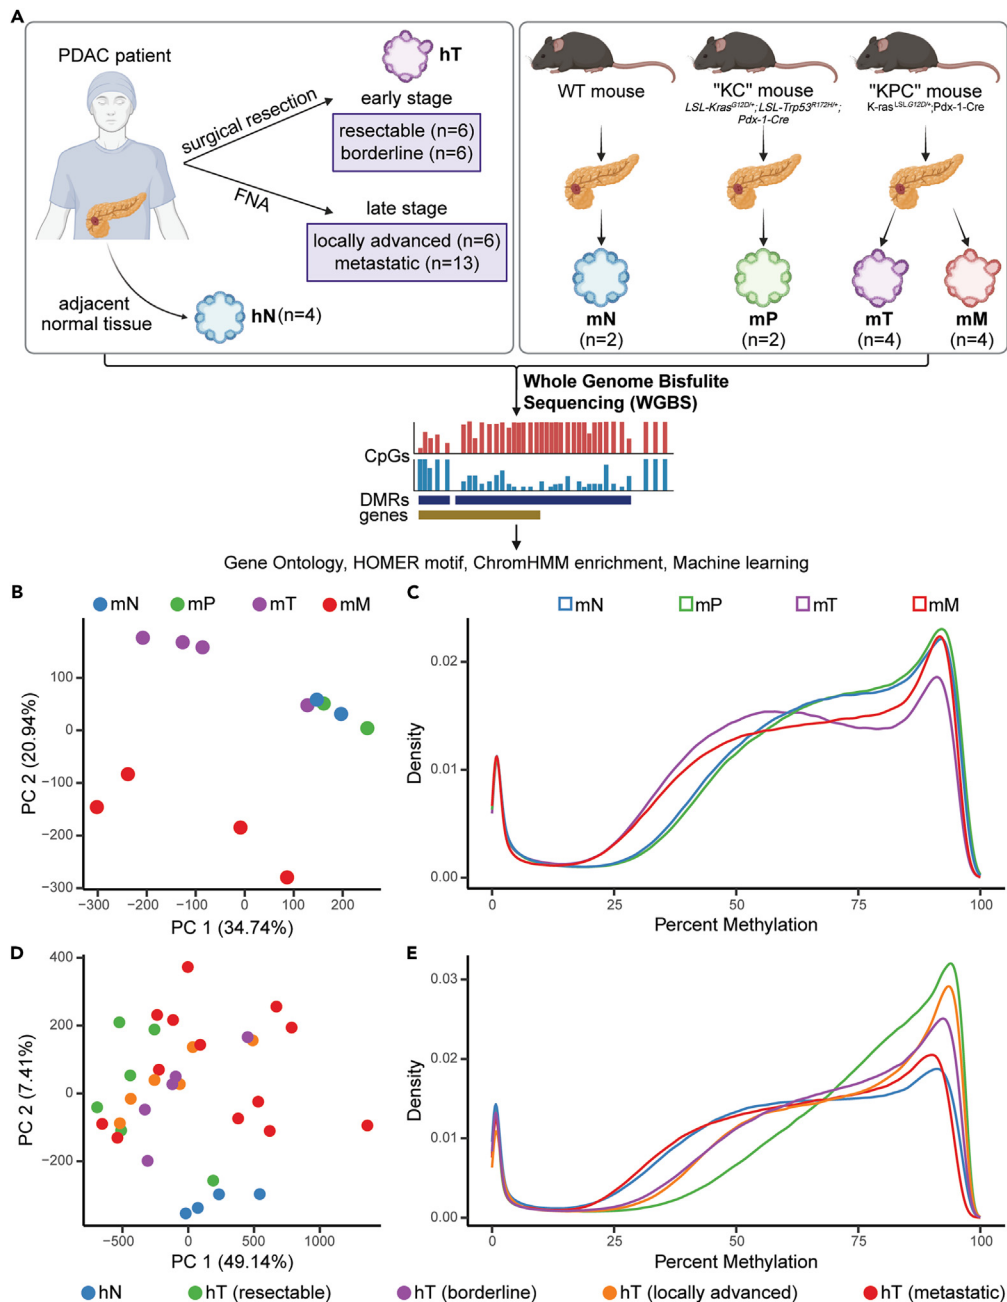 A
PDAC patient
surgical resection
FNA
hT
early stage
resectable (n=6)
borderline (n=6)
late stage
locally advanced (n=6)
metastatic (n=13)
adjacent
normal tissue
hN (n=4)
WT mouse
"KC" mouse
LSL-Kras^G12D/+; LSL-Trp53^R172H/+;
Pdx-1-Cre
"KPC" mouse
K-ras^LSL.G12D/+;Pdx-1-Cre
mN
(n=2)
mP
(n=2)
mT
(n=4)
mM
(n=4)
Whole Genome Bisfulite
Sequencing (WGBS)
CpGs
DMRs
genes
Gene Ontology, HOMER motif, ChromHMM enrichment, Machine learning
B
mN mP mT mM
PC 2 (20.94%)
100
0
−100
−200
−300
−300 −200 −100 0 100 200
PC 1 (34.74%)
C
mN mP mT mM
Density
0.02
0.01
0.00
0 25 50 75 100
Percent Methylation
D
PC 2 (7.41%)
400
200
0
−200
−500 0 500 1000
PC 1 (49.14%)
E
Density
0.03
0.02
0.01
0.00
0 25 50 75 100
Percent Methylation
hN hT (resectable) hT (borderline) hT (locally advanced) hT (metastatic)